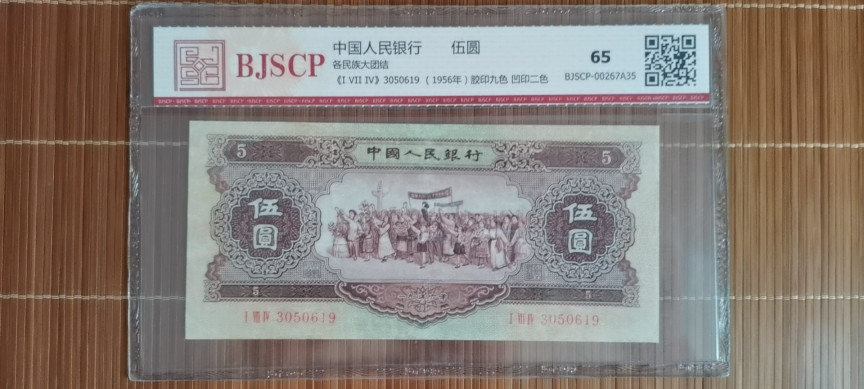 BJSCP
中国人民银行 伍圆
各民族大团结
《I VII IV》3050619 (1956年) 胶印九色 凹印二色
65
BJSCP-00267A35
5 中國人民銀行 5
伍圓 伍圓
5 5
I VII IV 3050619 I VII IV 3050619